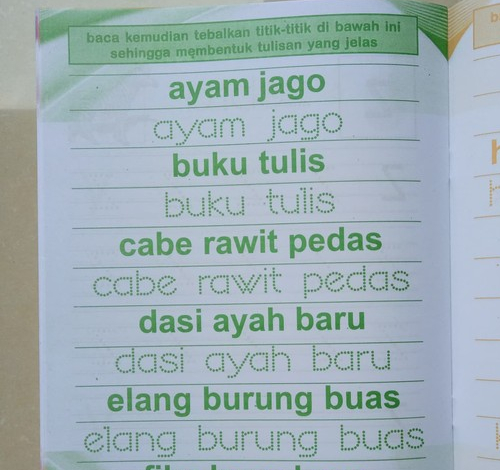 baca kemudian tebalkan titik-titik di bawah ini
sehingga membentuk tulisan yang jelas
ayam jago
ayam jago
buku tulis
buku tulis
cabe rawit pedas
cabe rawit pedas
dasi ayah baru
dasi ayah baru
elang burung buas
elang burung buas